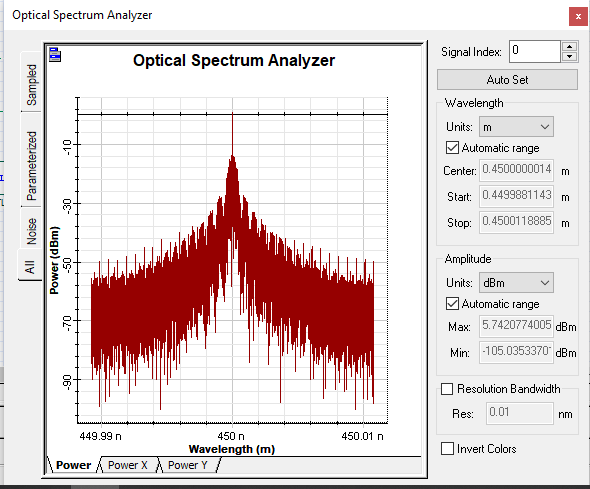 Optical Spectrum Analyzer
x
Optical Spectrum Analyzer
Sampled
Parameterized
Noise
All
Power (dBm)
-10
-30
-50
-70
-90
449.99 n
450 n
450.01 n
Wavelength (m)
Power
Power X
Power Y
Signal Index: 0
Auto Set
Wavelength
Units: m
Automatic range
Center: 0.4500000014 m
Start: 0.4499881143 m
Stop: 0.4500118885 m
Amplitude
Units: dBm
Automatic range
Max: 5.7420774005 dBm
Min: -105.0353370 dBm
Resolution Bandwidth
Res: 0.01 nm
Invert Colors